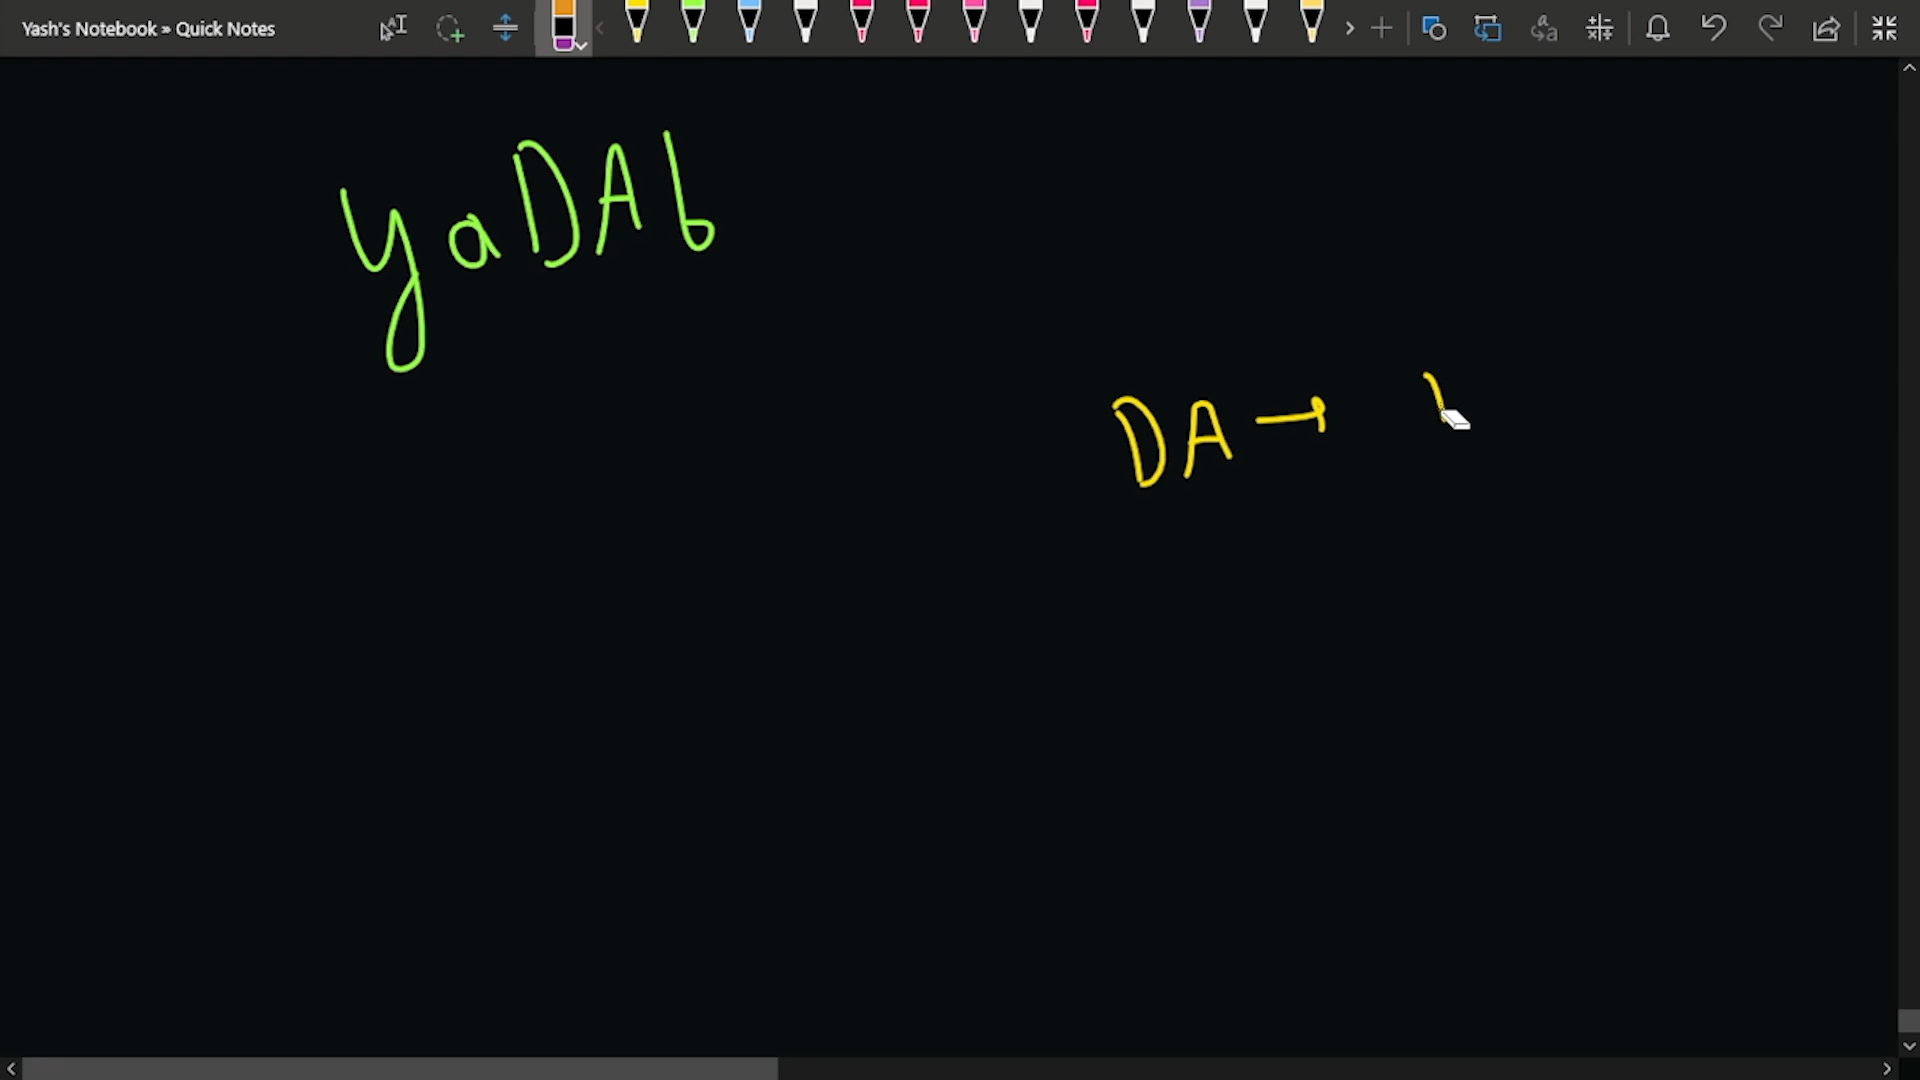 Yash's Notebook » Quick Notes
yaDAb
DA →